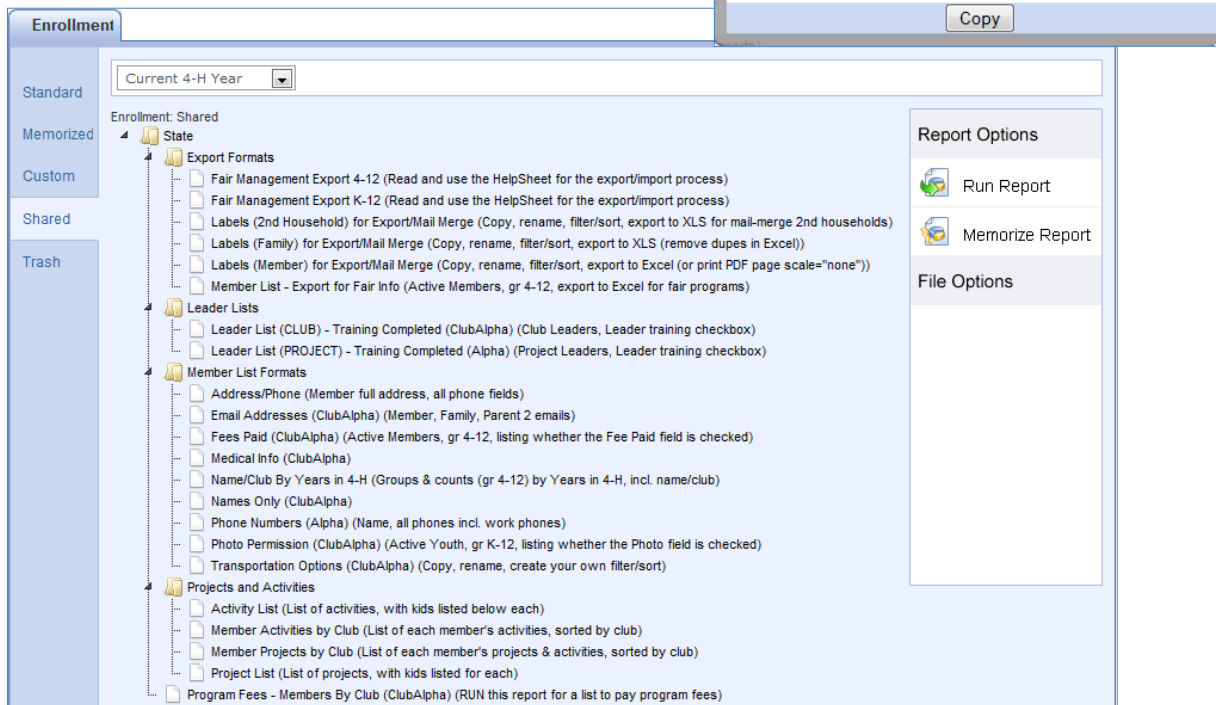 Copy
Enrollment
Standard
Memorized
Custom
Shared
Trash
Current 4-H Year
Enrollment: Shared
State
Export Formats
Fair Management Export 4-12 (Read and use the HelpSheet for the export/import process)
Fair Management Export K-12 (Read and use the HelpSheet for the export/import process)
Labels (2nd Household) for Export/Mail Merge (Copy, rename, filter/sort, export to XLS for mail-merge 2nd households)
Labels (Family) for Export/Mail Merge (Copy, rename, filter/sort, export to XLS (remove dupes in Excel))
Labels (Member) for Export/Mail Merge (Copy, rename, filter/sort, export to Excel (or print PDF page scale="none"))
Member List - Export for Fair Info (Active Members, gr 4-12, export to Excel for fair programs)
Leader Lists
Leader List (CLUB) - Training Completed (ClubAlpha) (Club Leaders, Leader training checkbox)
Leader List (PROJECT) - Training Completed (Alpha) (Project Leaders, Leader training checkbox)
Member List Formats
Address/Phone (Member full address, all phone fields)
Email Addresses (ClubAlpha) (Member, Family, Parent 2 emails)
Fees Paid (ClubAlpha) (Active Members, gr 4-12, listing whether the Fee Paid field is checked)
Medical Info (ClubAlpha)
Name/Club By Years in 4-H (Groups & counts (gr 4-12) by Years in 4-H, incl. name/club)
Names Only (ClubAlpha)
Phone Numbers (Alpha) (Name, all phones incl. work phones)
Photo Permission (ClubAlpha) (Active Youth, gr K-12, listing whether the Photo field is checked)
Transportation Options (ClubAlpha) (Copy, rename, create your own filter/sort)
Projects and Activities
Activity List (List of activities, with kids listed below each)
Member Activities by Club (List of each member's activities, sorted by club)
Member Projects by Club (List of each member's projects & activities, sorted by club)
Project List (List of projects, with kids listed for each)
Program Fees - Members By Club (ClubAlpha) (RUN this report for a list to pay program fees)
Report Options
Run Report
Memorize Report
File Options